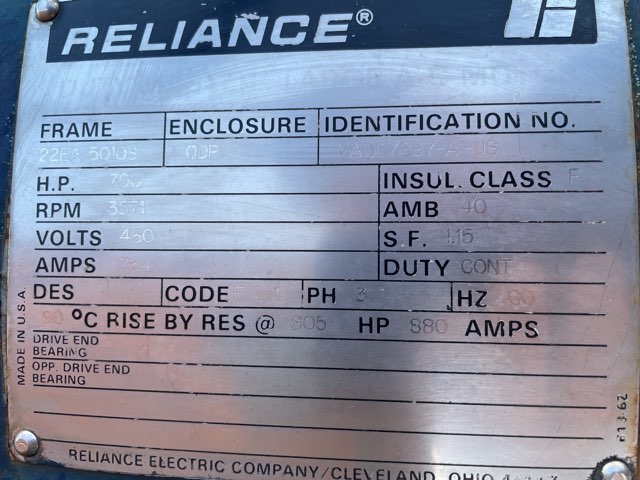 RELIANCE®
FRAME ENCLOSURE IDENTIFICATION NO.
5010S ODP
H.P. 700 INSUL. CLASS F
RPM 3571 AMB 40
VOLTS 460 S.F. 1.15
AMPS DUTY CONT
DES CODE PH 3 HZ 60
90 °C RISE BY RES @ 805 HP 880 AMPS
DRIVE END
BEARING
OPP. DRIVE END
BEARING
MADE IN U.S.A.
RELIANCE ELECTRIC COMPANY/CLEVELAND, OHIO